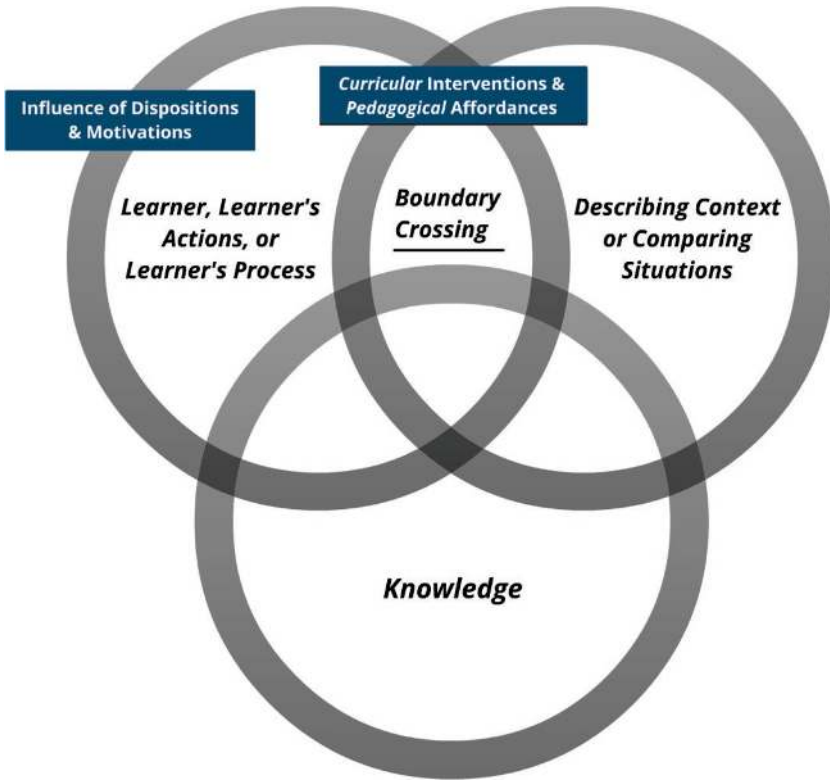 Influence of Dispositions
& Motivations
Curricular Interventions &
Pedagogical Affordances
Learner, Learner's
Actions, or
Learner's Process
Boundary
Crossing
Describing Context
or Comparing
Situations
Knowledge